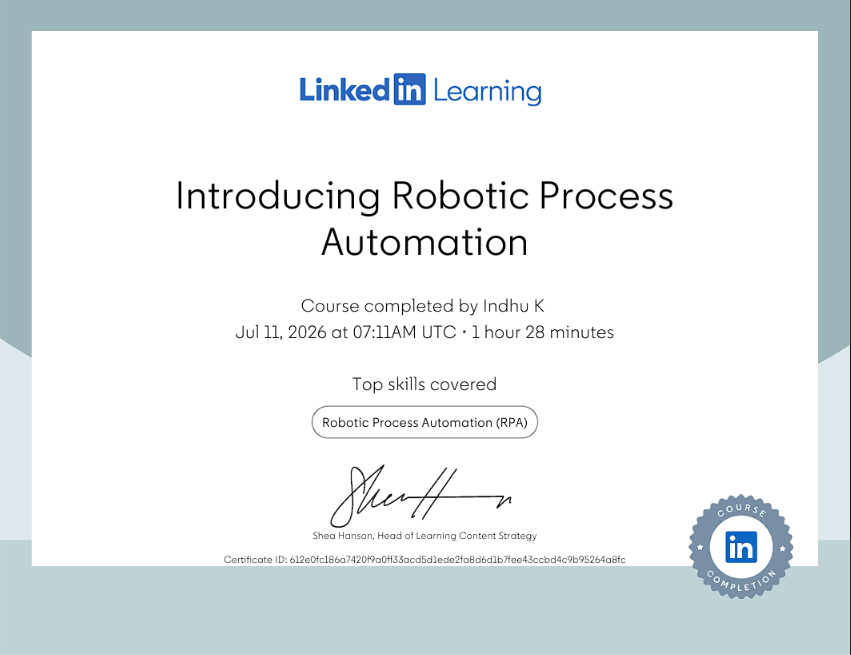 Linked in Learning
Introducing Robotic Process
Automation
Course completed by Indhu K
Jul 11, 2026 at 07:11AM UTC • 1 hour 28 minutes
Top skills covered
Robotic Process Automation (RPA)
Shea Hanson, Head of Learning Content Strategy
Certificate ID: 612e0fc186a7420f9a0ff33acd5d1ede2fa8d6d1b7fee43ccbd4c9b95264a8fc
COURSE
in
COMPLETION